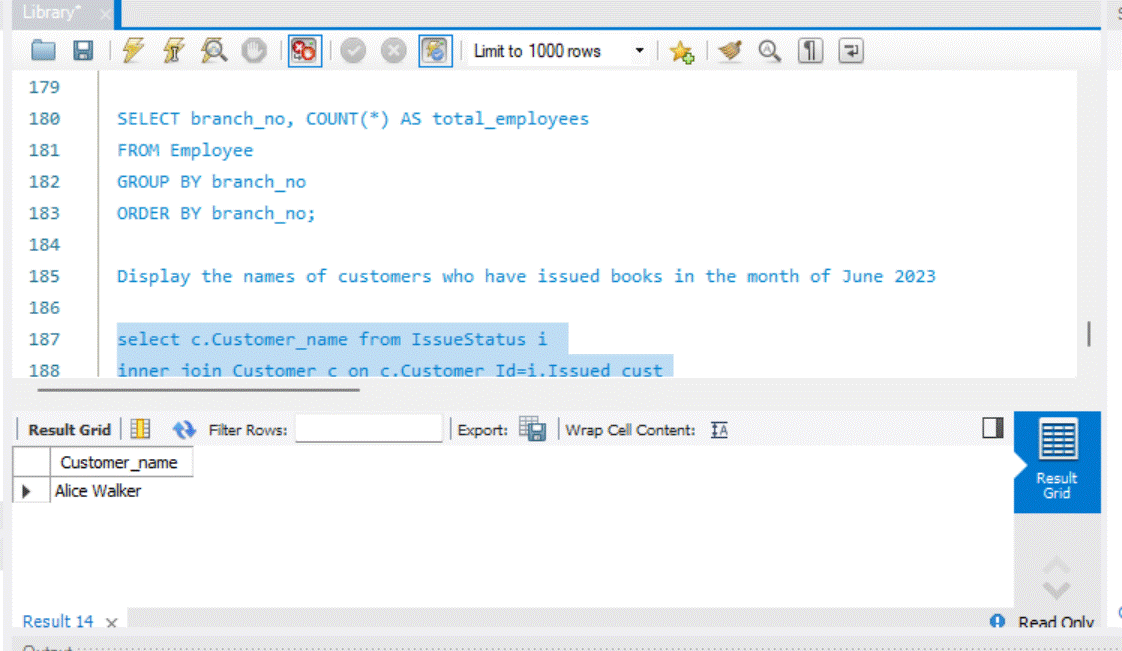 Library*
Limit to 1000 rows
179
180 SELECT branch_no, COUNT(*) AS total_employees
181 FROM Employee
182 GROUP BY branch_no
183 ORDER BY branch_no;
184
185 Display the names of customers who have issued books in the month of June 2023
186
187 select c.Customer_name from IssueStatus i
188 inner join Customer c on c.Customer_Id=i.Issued_cust
Result Grid Filter Rows: Export: Wrap Cell Content:
Customer_name
Alice Walker
Result
Grid
Result 14
Read Only
Output